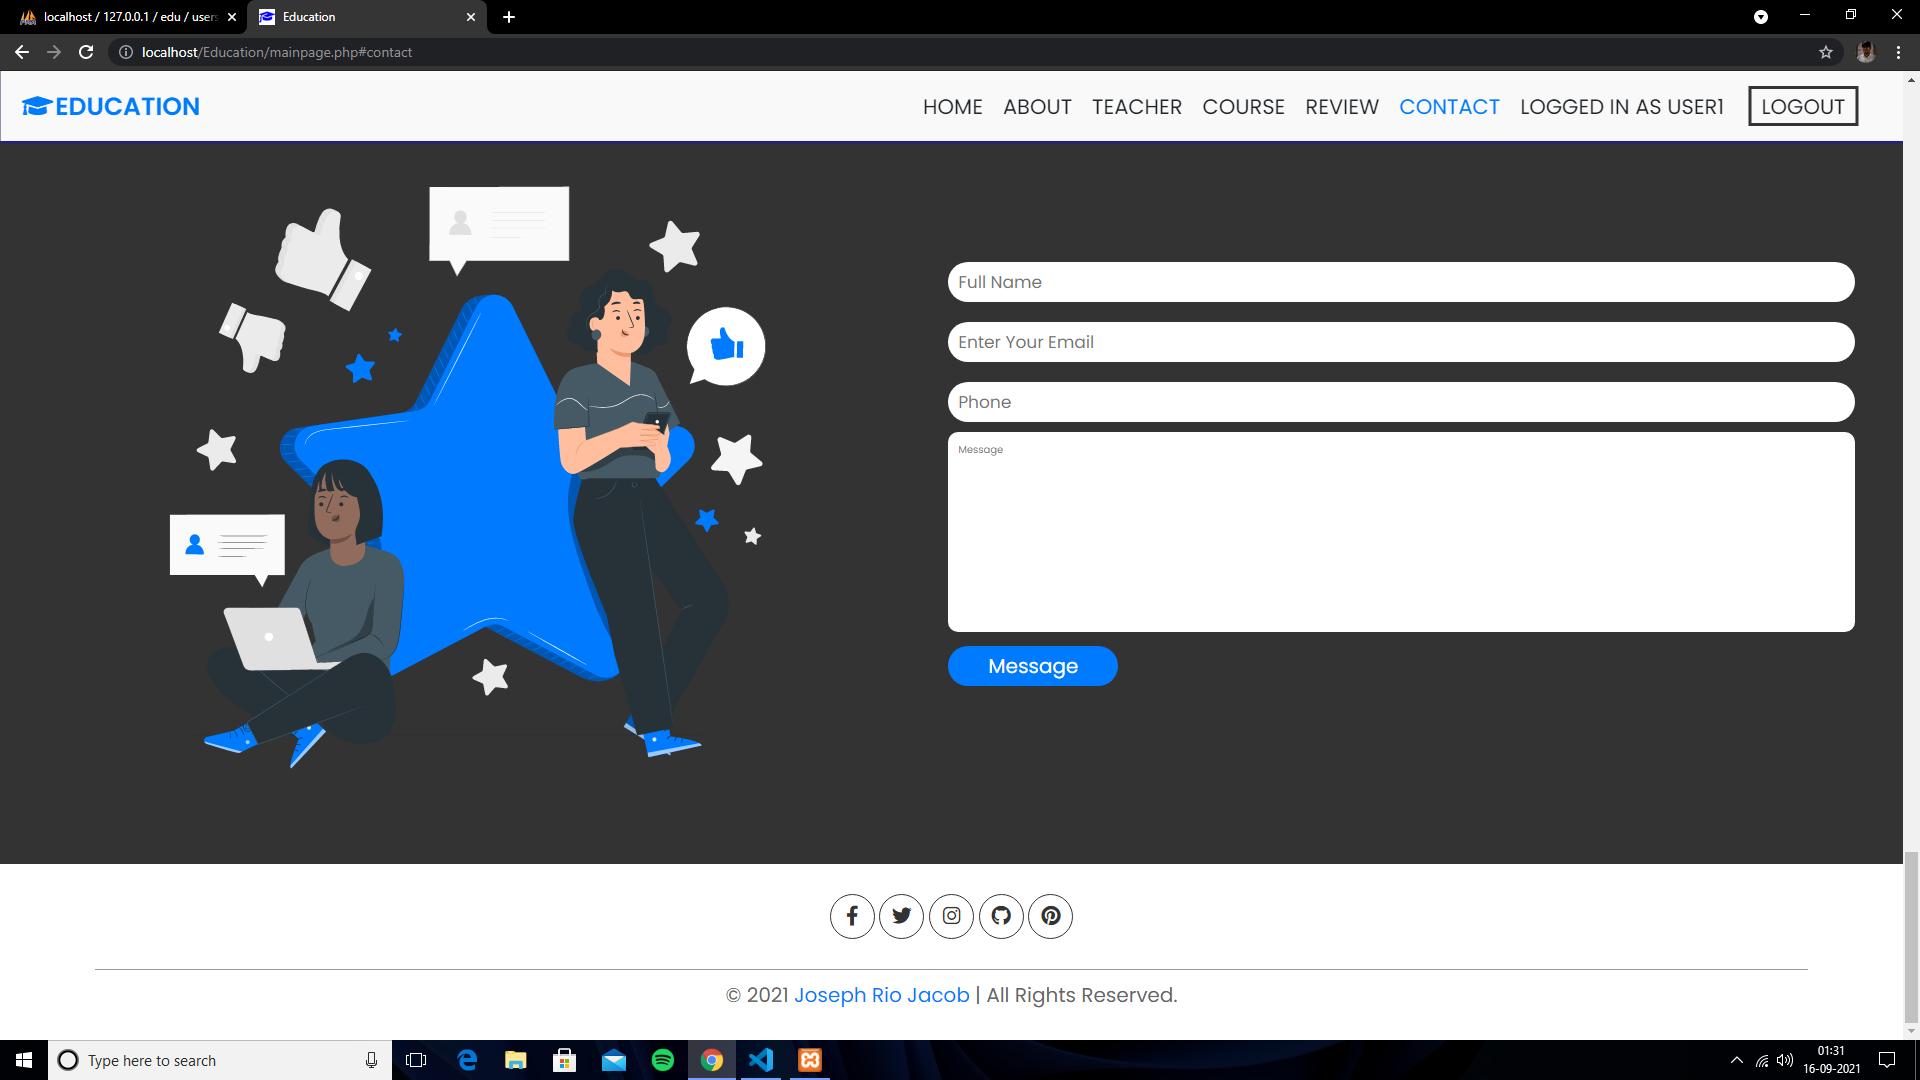 localhost / 127.0.0.1 / edu / users
Education
localhost/Education/mainpage.php#contact
EDUCATION
HOME ABOUT TEACHER COURSE REVIEW CONTACT LOGGED IN AS USER1 LOGOUT
Full Name
Enter Your Email
Phone
Message
Message
© 2021 Joseph Rio Jacob | All Rights Reserved.
Type here to search
01:31
16-09-2021